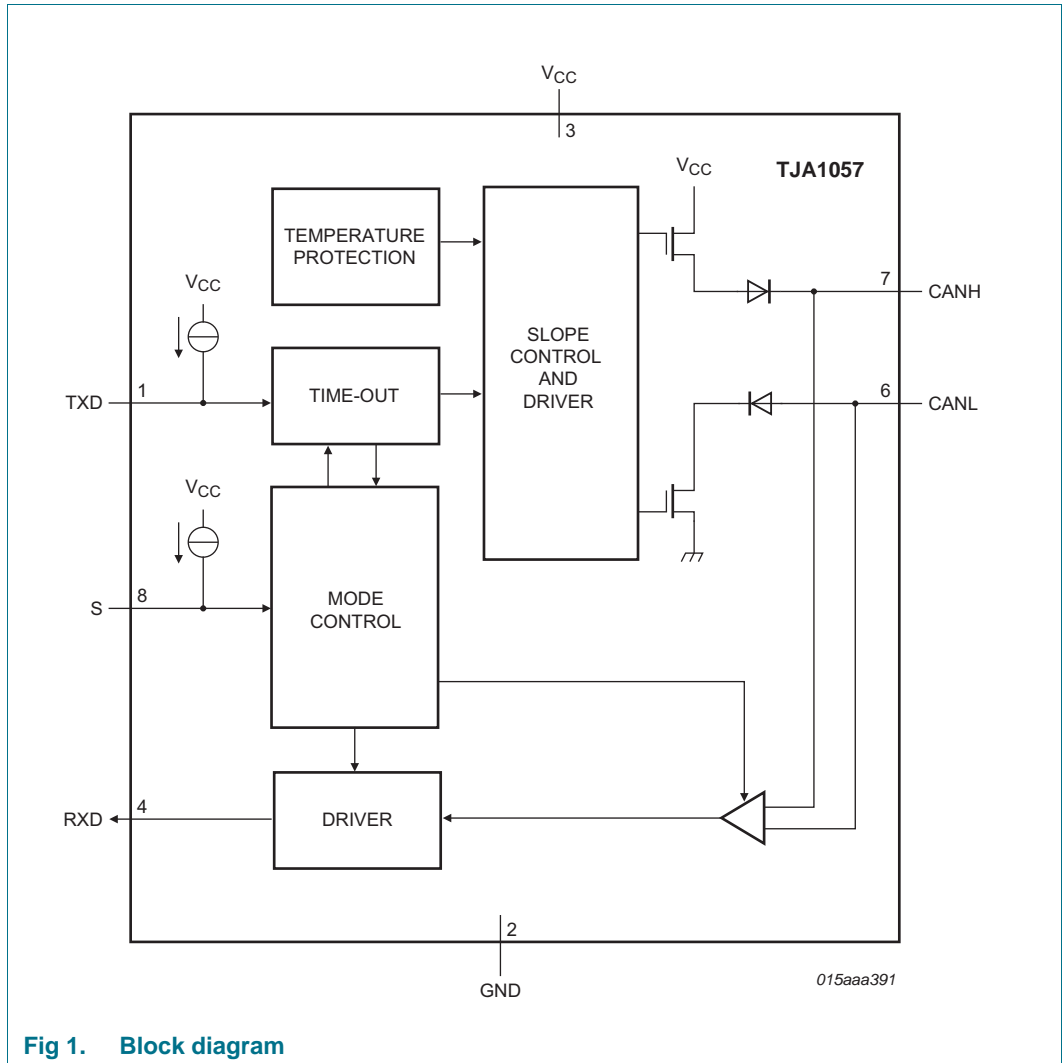 VCC
3
TJA1057
VCC
TEMPERATURE
PROTECTION
VCC
7
CANH
SLOPE
CONTROL
AND
DRIVER
1
TXD
TIME-OUT
6
CANL
VCC
8
S
MODE
CONTROL
4
RXD
DRIVER
2
GND
015aaa391
Fig 1. Block diagram